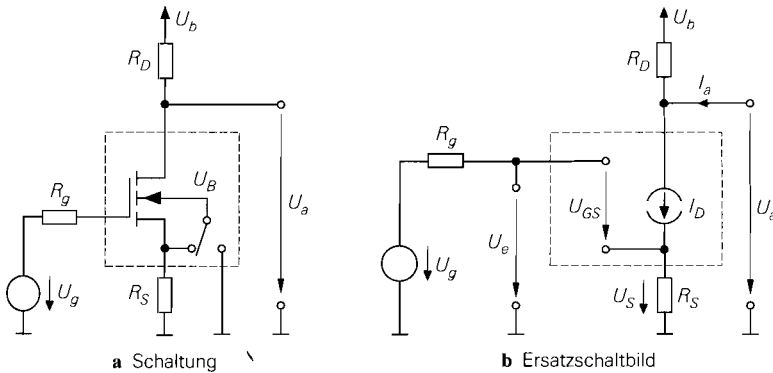 U_b
R_D
U_B
R_g
U_a
U_g
R_S
a Schaltung
U_b
R_D
I_a
R_g
U_GS
I_D
U_a
U_e
U_g
U_S
R_S
b Ersatzschaltbild